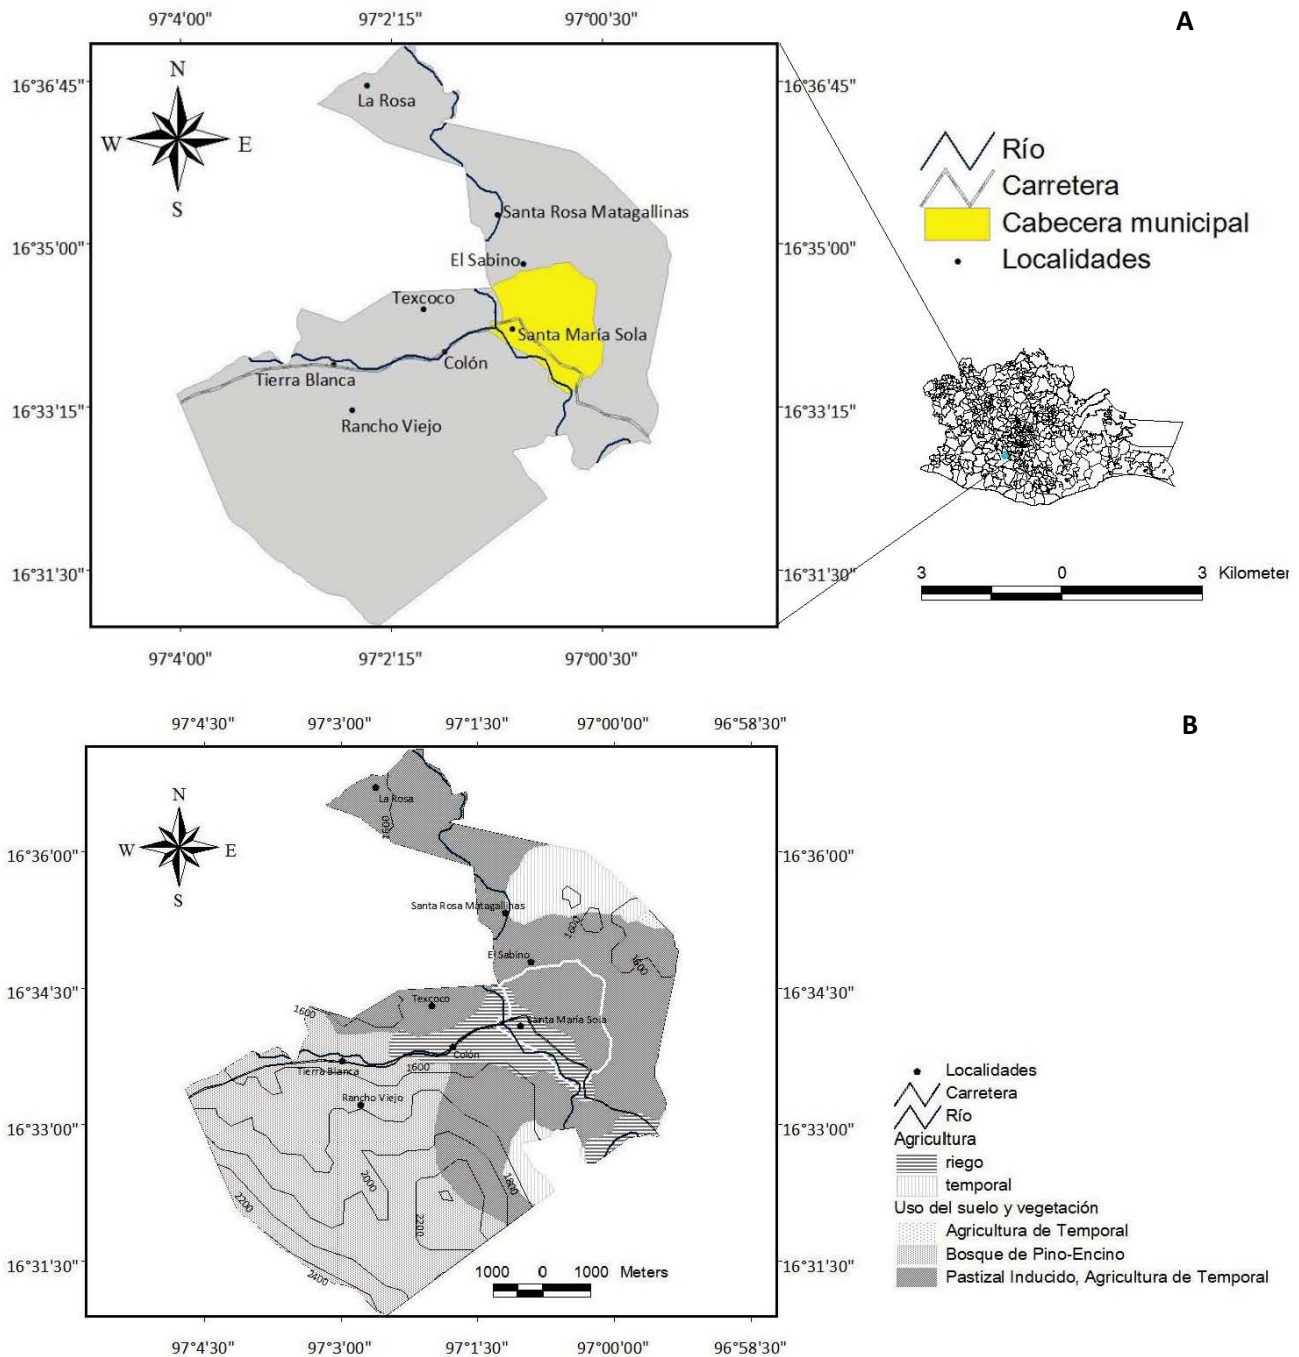 97°4'00"
97°2'15"
97°00'30"
A
16°36'45"
16°36'45"
N
W
E
S
La Rosa
Río
Carretera
Cabecera municipal
Localidades
Santa Rosa Matagallinas
16°35'00"
16°35'00"
El Sabino
Texcoco
Santa María Sola
Colón
Tierra Blanca
16°33'15"
16°33'15"
Rancho Viejo
16°31'30"
16°31'30"
3
0
3
Kilometer
97°4'00"
97°2'15"
97°00'30"
97°4'30"
97°3'00"
97°1'30"
97°00'00"
96°58'30"
B
N
W
E
S
La Rosa
1600
16°36'00"
16°36'00"
Santa Rosa Matagallinas
1600
El Sabino
1600
16°34'30"
16°34'30"
Texcoco
1600
Santa María Sola
Colón
Tierra Blanca
1600
Rancho Viejo
16°33'00"
16°33'00"
2000
1800
2200
2200
2400
16°31'30"
16°31'30"
1000
0
1000
Meters
Localidades
Carretera
Río
Agricultura
riego
temporal
Uso del suelo y vegetación
Agricultura de Temporal
Bosque de Pino-Encino
Pastizal Inducido, Agricultura de Temporal
97°4'30"
97°3'00"
97°1'30"
97°00'00"
96°58'30"